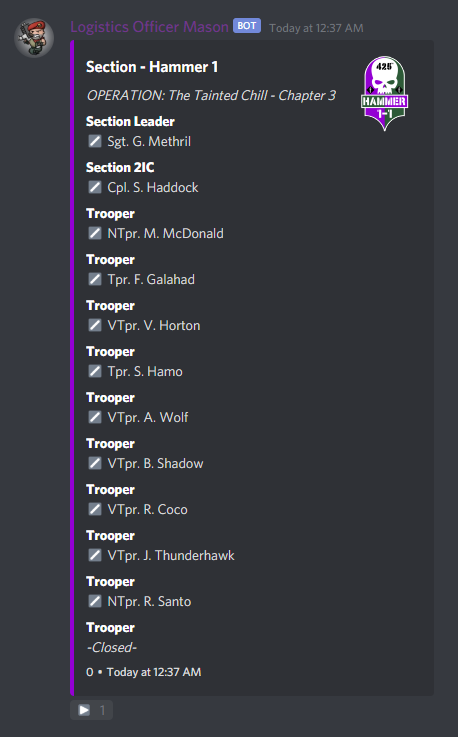 Logistics Officer Mason BOT Today at 12:37 AM
Section - Hammer 1
425
HAMMER
1-1
OPERATION: The Tainted Chill - Chapter 3
Section Leader
Sgt. G. Methril
Section 2IC
Cpl. S. Haddock
Trooper
NTpr. M. McDonald
Trooper
Tpr. F. Galahad
Trooper
VTpr. V. Horton
Trooper
Tpr. S. Hamo
Trooper
VTpr. A. Wolf
Trooper
VTpr. B. Shadow
Trooper
VTpr. R. Coco
Trooper
VTpr. J. Thunderhawk
Trooper
NTpr. R. Santo
Trooper
-Closed-
0 • Today at 12:37 AM
1